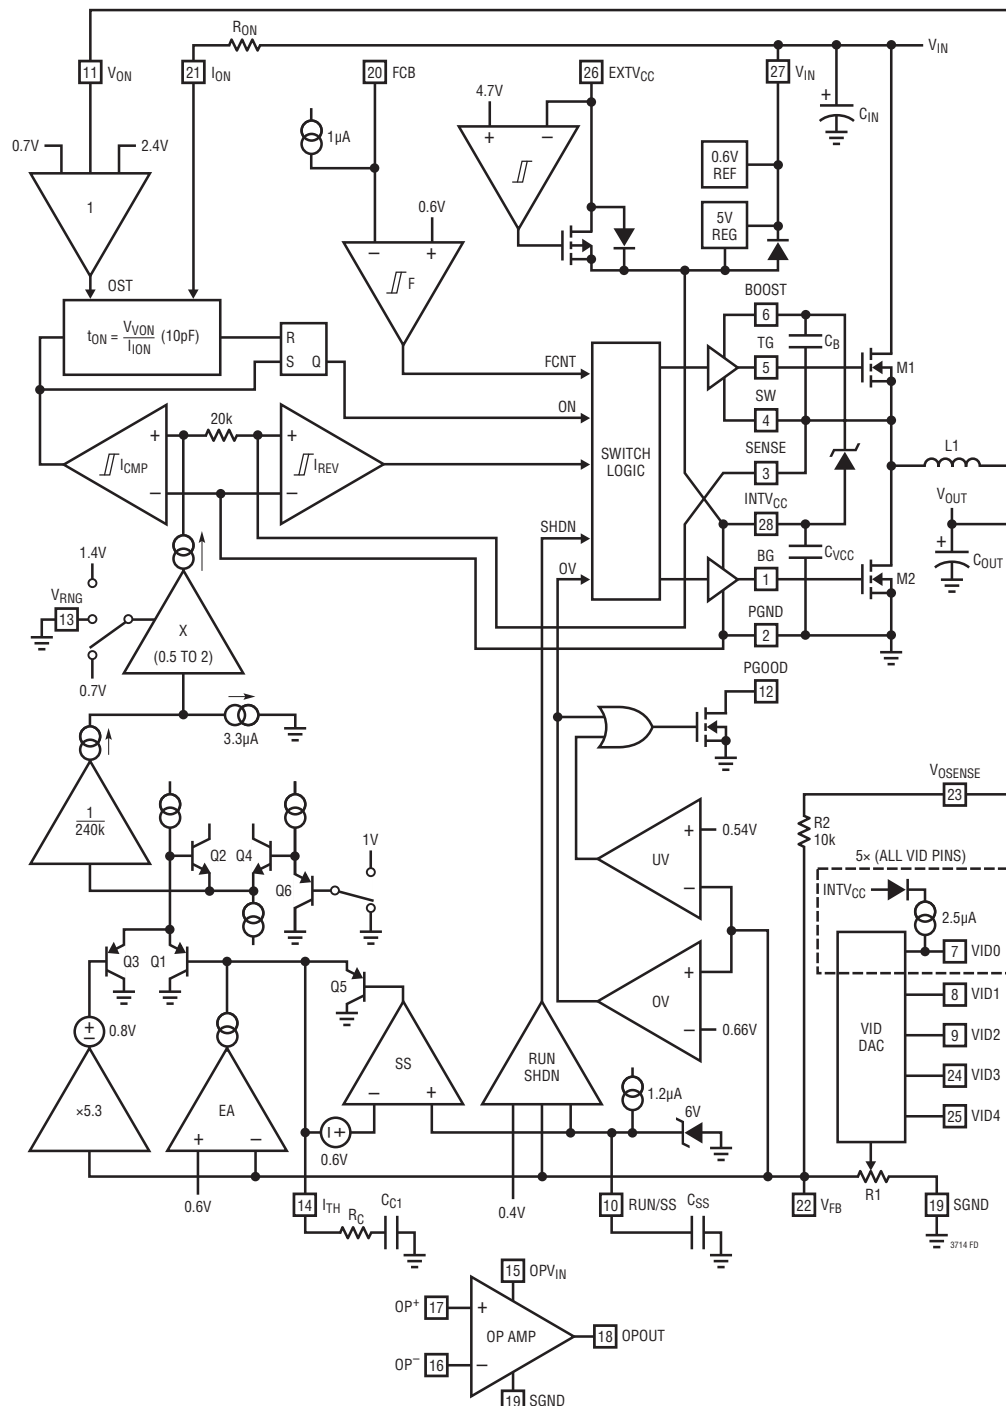 RON
VIN
11 VON
21 ION
20 FCB
26 EXTVCC
27 VIN
+
CIN
4.7V
+ −
1µA
0.7V
2.4V
1
0.6V
REF
5V
REG
0.6V
− +
F
OST
tON = VVON/IION (10pF)
R
S Q
BOOST
6
CB
TG
5
M1
FCNT
ON
SW
4
20k
+
ICMP
−
+
IREV
−
SWITCH
LOGIC
SENSE
3
L1
INTVCC
28
VOUT
SHDN
CVCC
+
COUT
OV
BG
1
M2
1.4V
VRNG
13
X
(0.5 TO 2)
0.7V
PGND
2
PGOOD
12
3.3µA
1/240k
VOSENSE
23
R2
10k
Q2
Q4
1V
Q6
+
0.54V
UV
−
5× (ALL VID PINS)
INTVCC
2.5µA
7 VID0
Q3
Q1
Q5
+
OV
−
0.66V
8 VID1
VID
DAC
9 VID2
24 VID3
25 VID4
+
−
0.8V
×5.3
EA
+ −
SS
− +
RUN
SHDN
1.2µA
6V
− +
0.6V
0.6V
14 ITH
RC
CC1
0.4V
10 RUN/SS
CSS
22 VFB
R1
19 SGND
3714 FD
15 OPVIN
OP+ 17
+
OP AMP
18 OPOUT
OP− 16
−
19 SGND